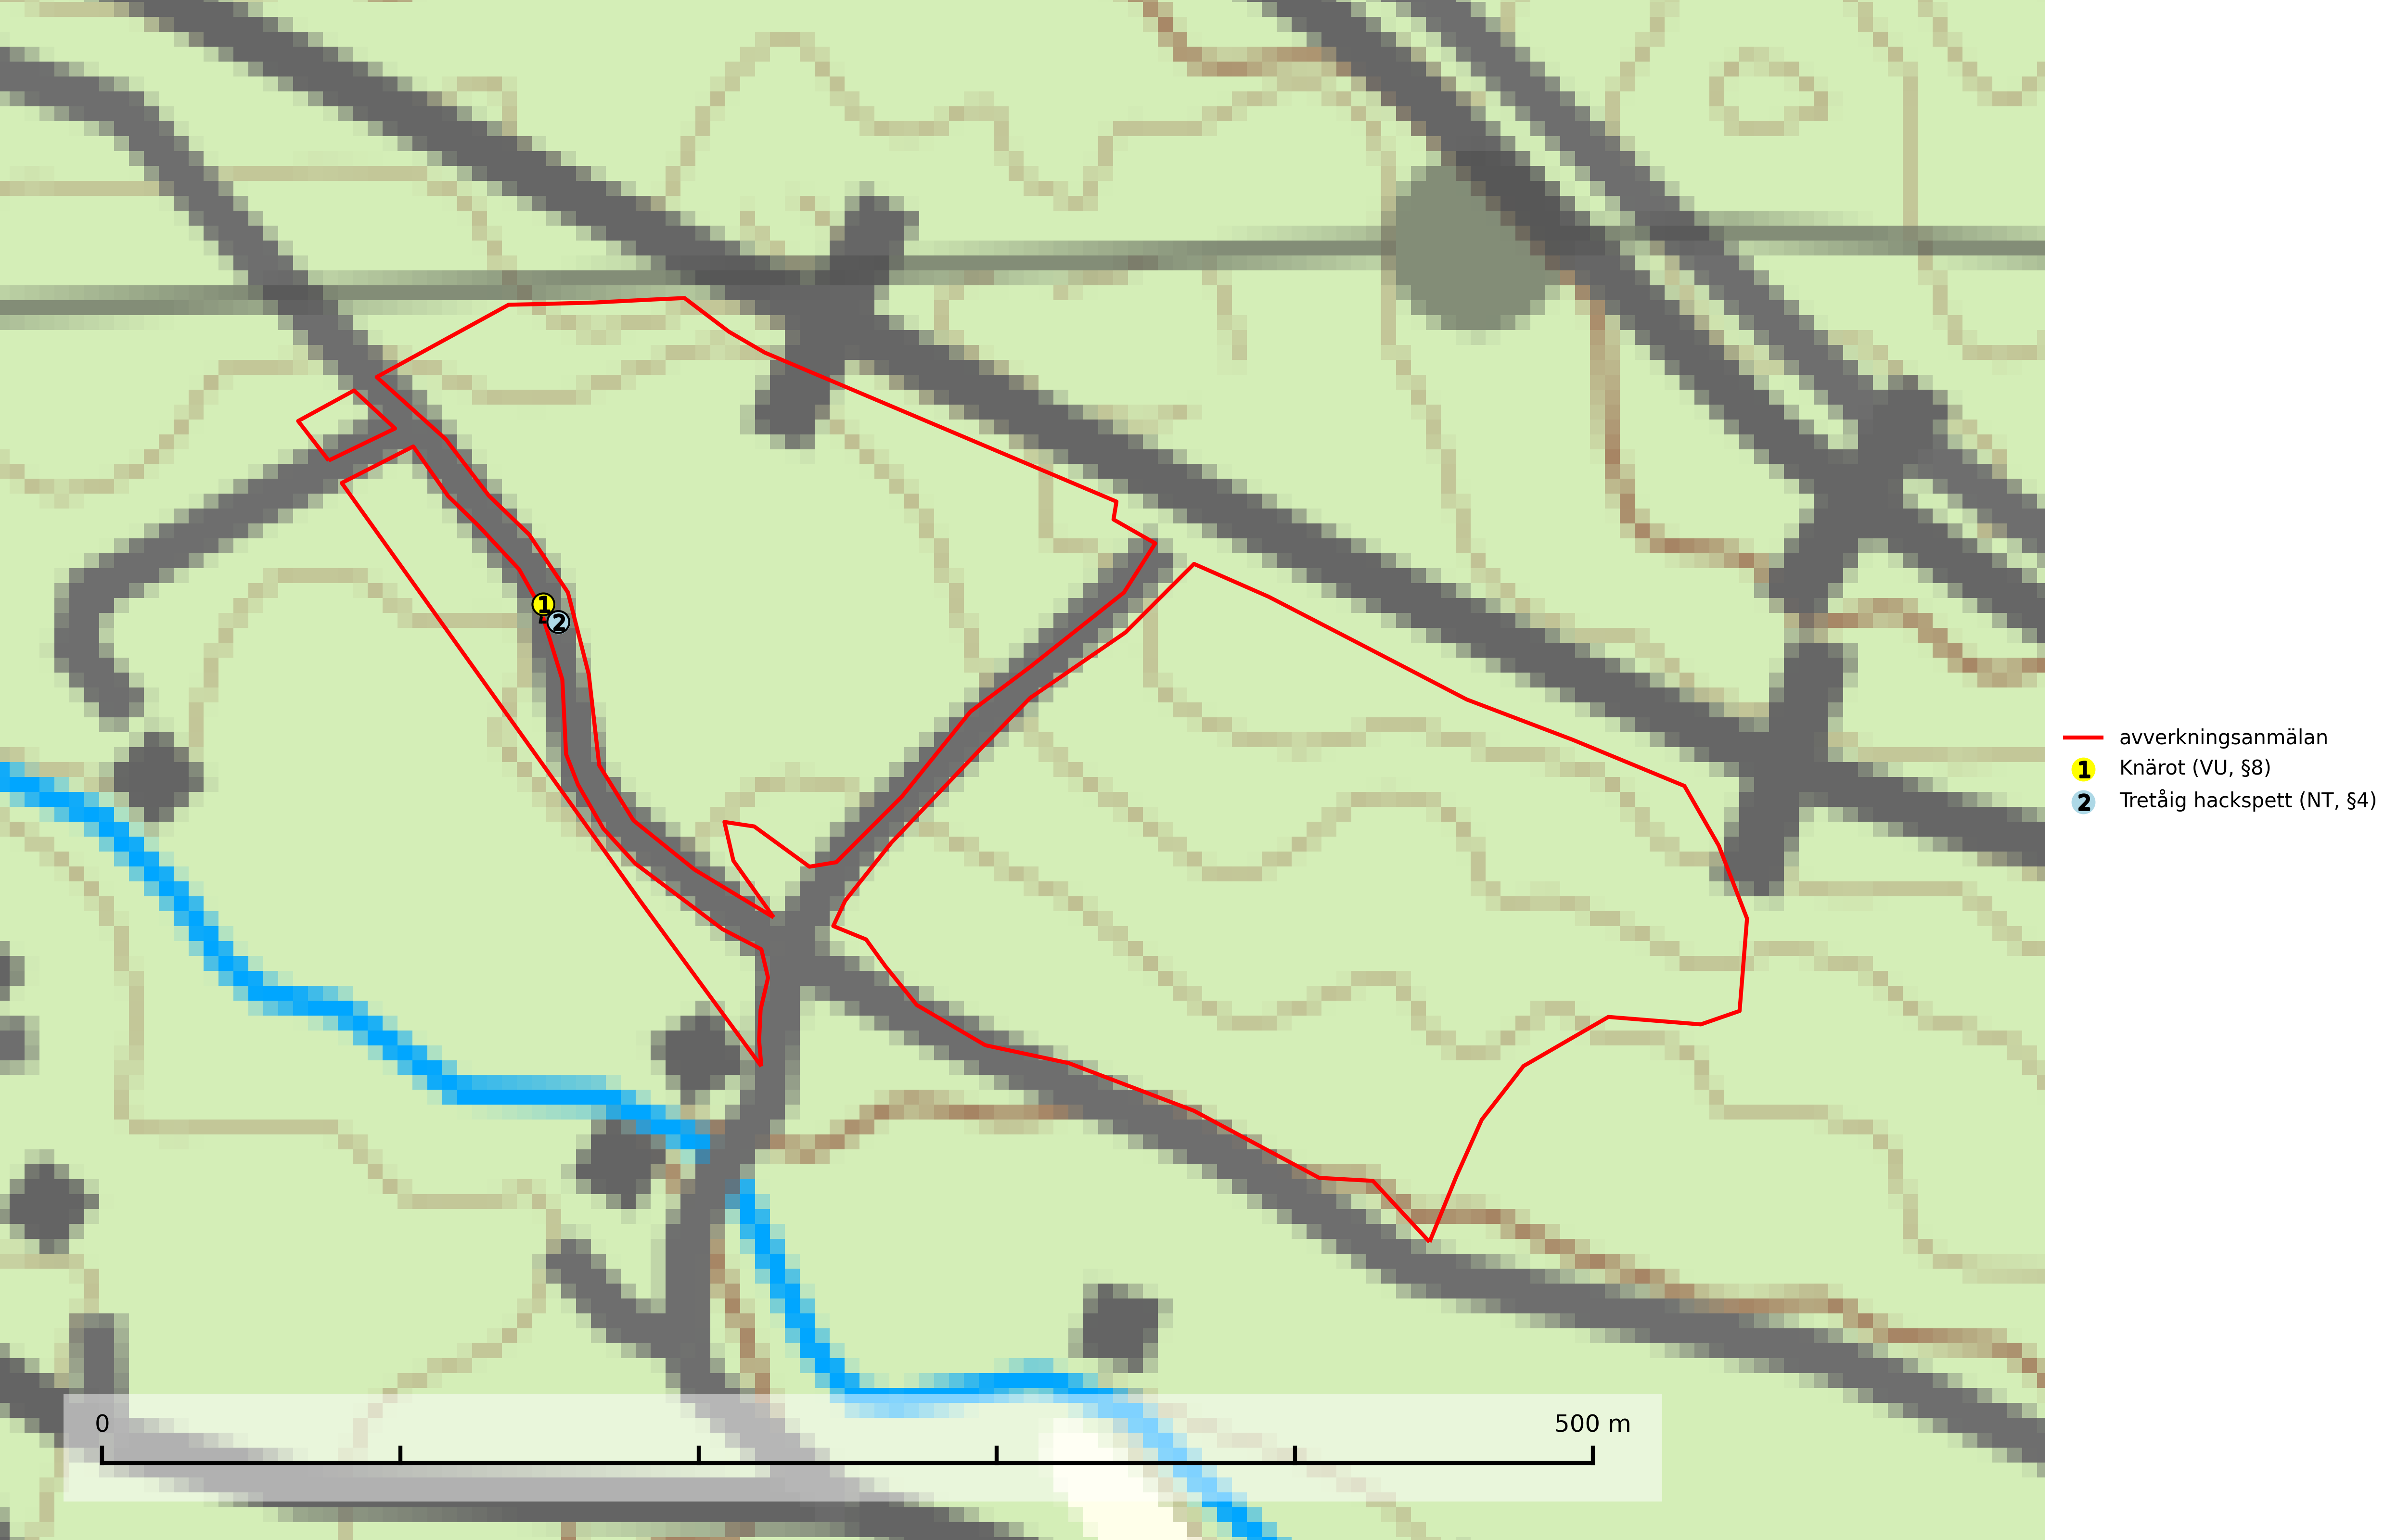 1
2
avverkningsanmälan
1 Knärot (VU, §8)
2 Tretåig hackspett (NT, §4)
0 500 m